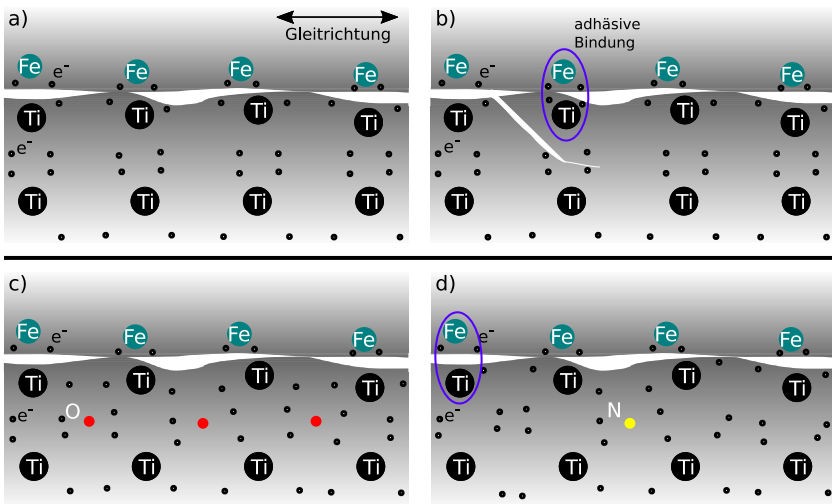 a)
Gleitrichtung
Fe e⁻ Fe Fe Fe
Ti Ti Ti Ti
e⁻
Ti Ti Ti Ti
b)
adhäsive
Bindung
Fe e⁻ Fe Fe Fe
Ti Ti Ti Ti
e⁻
Ti Ti Ti Ti
c)
Fe e⁻ Fe Fe Fe
Ti Ti Ti Ti
e⁻ O
Ti Ti Ti Ti
d)
Fe e⁻ Fe Fe Fe
Ti Ti Ti Ti
e⁻ N
Ti Ti Ti Ti